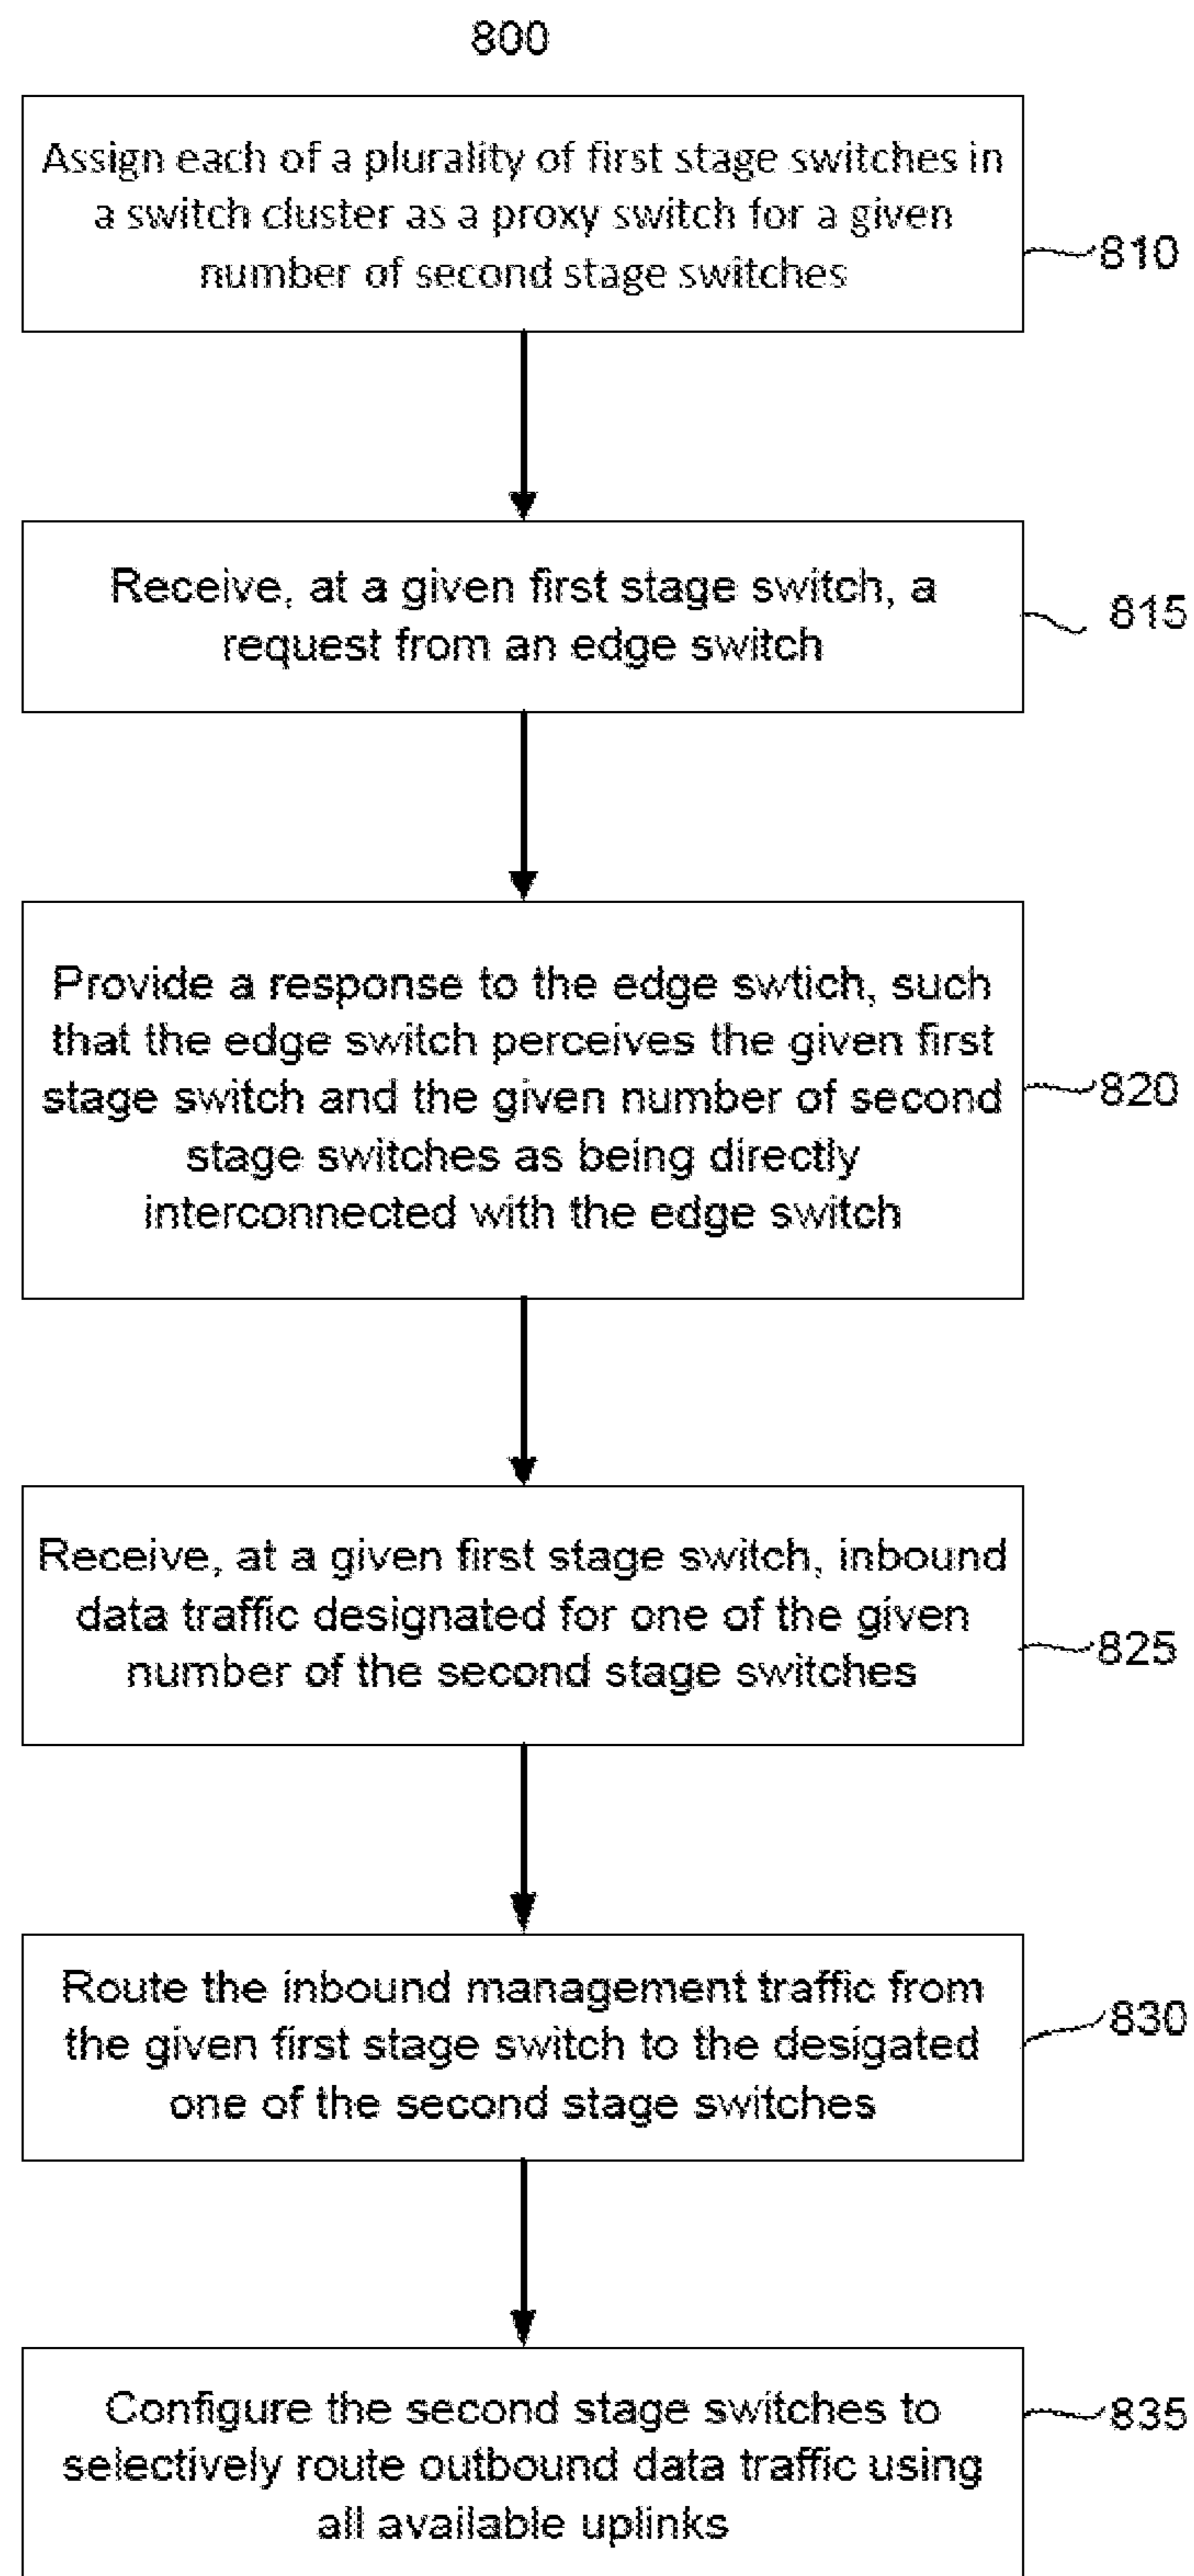 800
Assign each of a plurality of first stage switches in
a switch cluster as a proxy switch for a given
number of second stage switches
810
Receive, at a given first stage switch, a
request from an edge switch
815
Provide a response to the edge swtich, such
that the edge switch perceives the given first
stage switch and the given number of second
stage switches as being directly
interconnected with the edge switch
820
Receive, at a given first stage switch, inbound
data traffic designated for one of the given
number of the second stage switches
825
Route the inbound management traffic from
the given first stage switch to the desigated
one of the second stage switches
830
Configure the second stage switches to
selectively route outbound data traffic using
all available uplinks
835